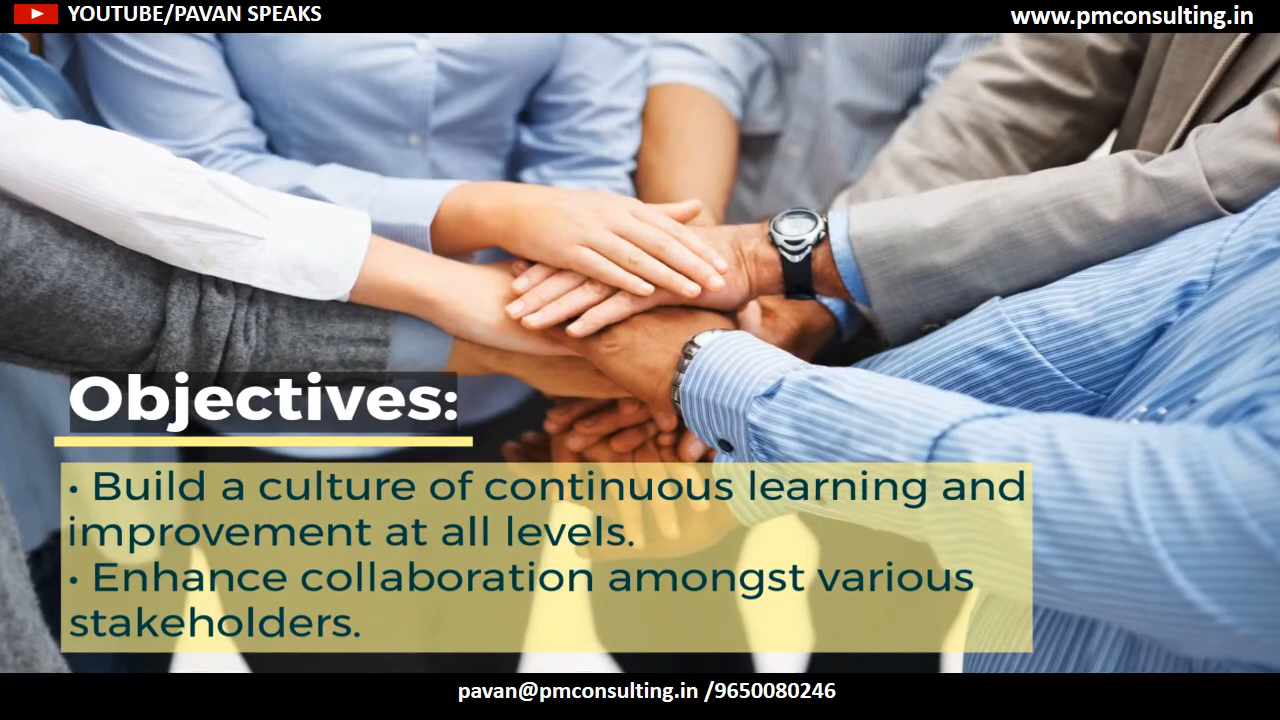 YOUTUBE/PAVAN SPEAKS
www.pmconsulting.in
Objectives:
• Build a culture of continuous learning and
improvement at all levels.
• Enhance collaboration amongst various
stakeholders.
pavan@pmconsulting.in /9650080246